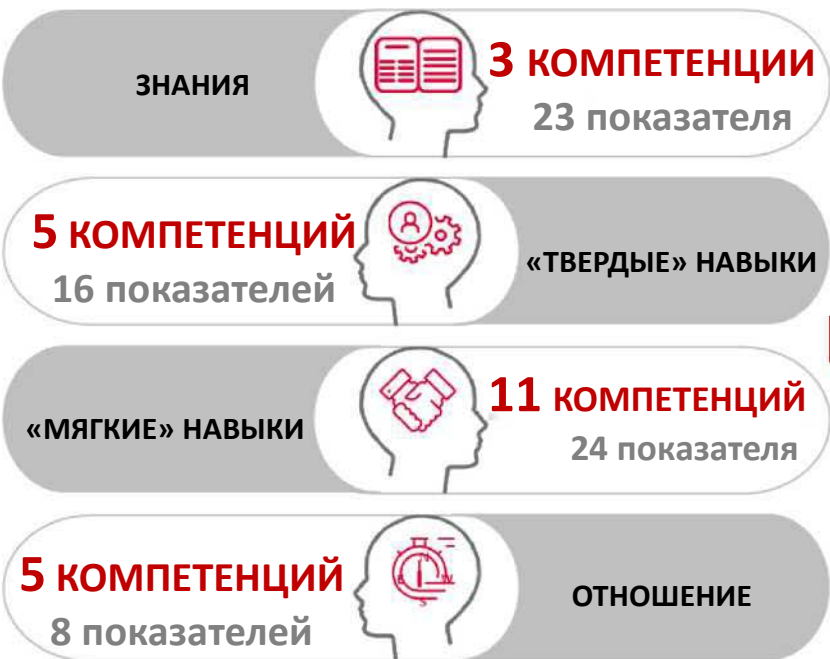 ЗНАНИЯ
3 КОМПЕТЕНЦИИ
23 показателя
5 КОМПЕТЕНЦИЙ
16 показателей
«ТВЕРДЫЕ» НАВЫКИ
«МЯГКИЕ» НАВЫКИ
11 КОМПЕТЕНЦИЙ
24 показателя
5 КОМПЕТЕНЦИЙ
8 показателей
ОТНОШЕНИЕ